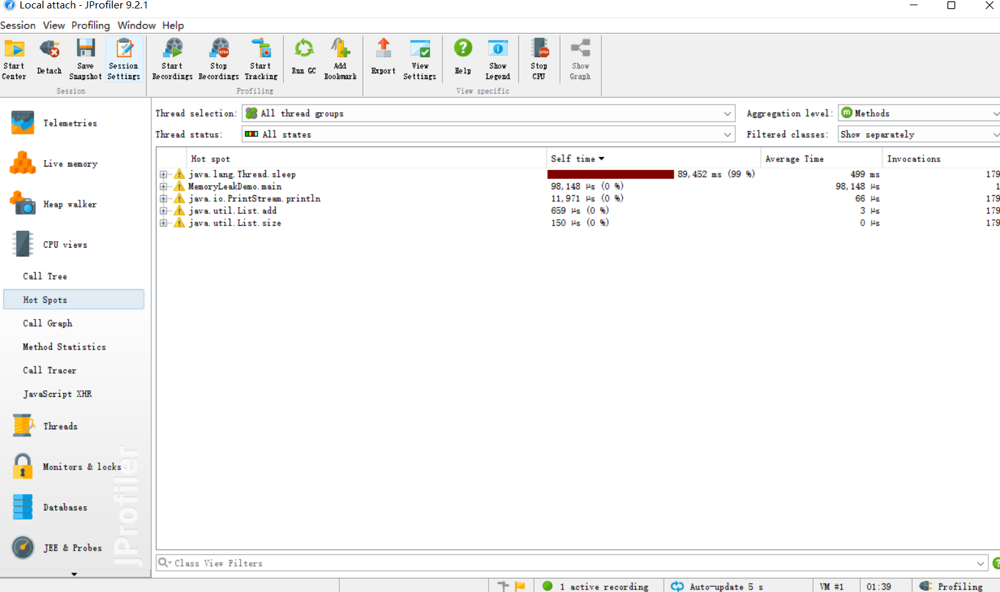 Local attach - JProfiler 9.2.1
Session View Profiling Window Help
Start Center
Detach
Save Snapshot
Session Settings
Start Recordings
Stop Recordings
Start Tracking
Run GC
Add Bookmark
Export
View Settings
Help
Show Legend
Stop CPU
Show Graph
Session
Profiling
View specific
Telemetries
Live memory
Heap walker
CPU views
Call Tree
Hot Spots
Call Graph
Method Statistics
Call Tracer
JavaScript XHR
Threads
Monitors & locks
Databases
JEE & Probes
JProfiler
Thread selection: All thread groups Aggregation level: Methods
Thread status: All states Filtered classes: Show separately
Hot spot Self time Average Time Invocations
java.lang.Thread.sleep 89,452 ms (99 %) 499 ms 179
MemoryLeakDemo.main 98,148 μs (0 %) 98,148 μs 1
java.io.PrintStream.println 11,971 μs (0 %) 66 μs 179
java.util.List.add 659 μs (0 %) 3 μs 179
java.util.List.size 150 μs (0 %) 0 μs 179
Class View Filters
1 active recording Auto-update 5 s VM #1 01:39 Profiling